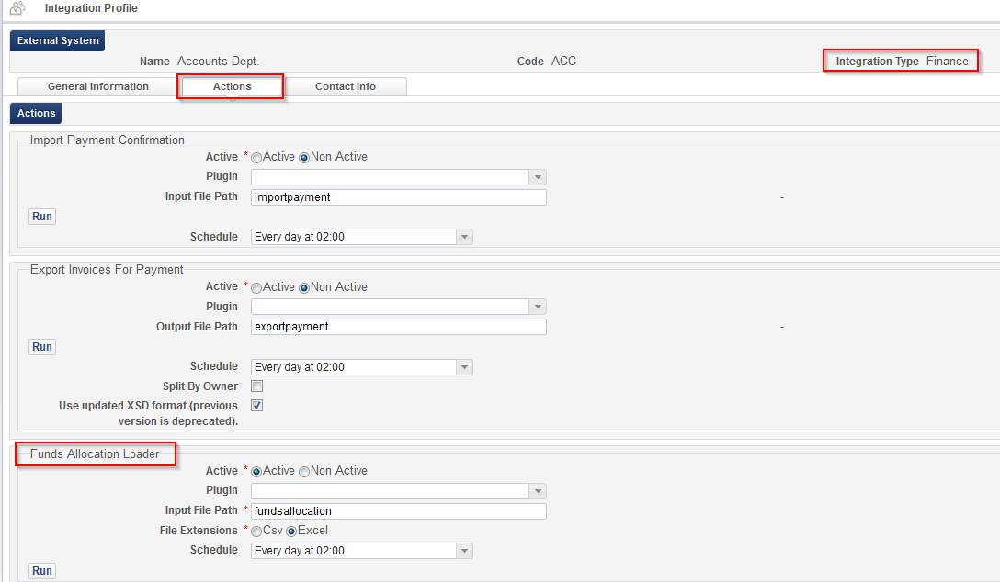 Integration Profile
External System
Name Accounts Dept. Code ACC Integration Type Finance
General Information Actions Contact Info
Actions
Import Payment Confirmation
Active * Active Non Active
Plugin
Input File Path importpayment -
Run
Schedule Every day at 02:00
Export Invoices For Payment
Active * Active Non Active
Plugin
Output File Path exportpayment -
Run
Schedule Every day at 02:00
Split By Owner
Use updated XSD format (previous
version is deprecated).
Funds Allocation Loader
Active * Active Non Active
Plugin
Input File Path * fundsallocation
File Extensions * Csv Excel
Schedule Every day at 02:00
Run